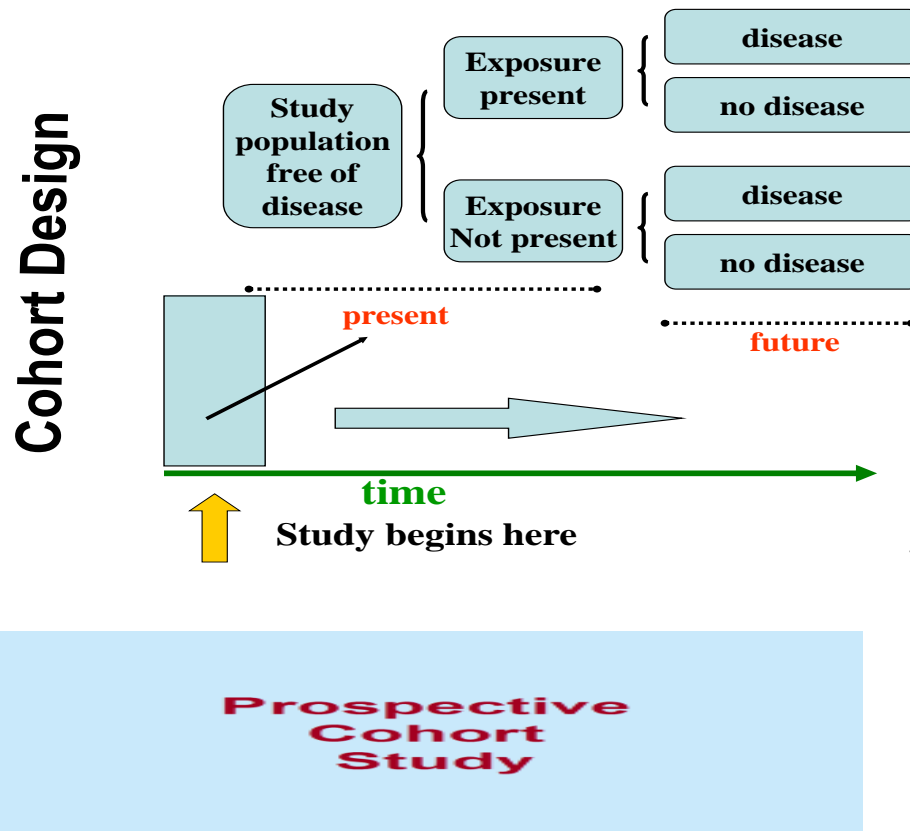 Cohort Design
Study
population
free of
disease
Exposure
present
Exposure
Not present
disease
no disease
disease
no disease
present
future
time
Study begins here
Prospective
Cohort
Study